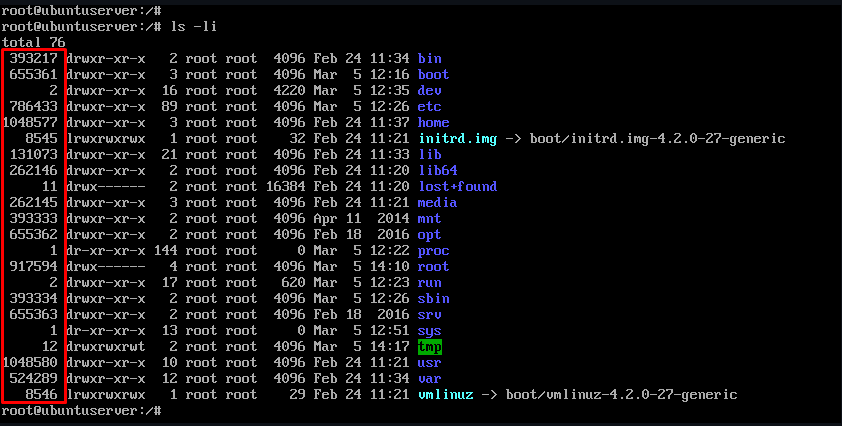 root@ubuntuserver:/#
root@ubuntuserver:/# ls -li
total 76
 393217 drwxr-xr-x   2 root root  4096 Feb 24 11:34 bin
 655361 drwxr-xr-x   3 root root  4096 Mar  5 12:16 boot
      2 drwxr-xr-x  16 root root  4220 Mar  5 12:35 dev
 786433 drwxr-xr-x  89 root root  4096 Mar  5 12:26 etc
1048577 drwxr-xr-x   3 root root  4096 Feb 24 11:37 home
   8545 lrwxrwxrwx   1 root root    32 Feb 24 11:21 initrd.img -> boot/initrd.img-4.2.0-27-generic
 131073 drwxr-xr-x  21 root root  4096 Feb 24 11:33 lib
 262146 drwxr-xr-x   2 root root  4096 Feb 24 11:20 lib64
     11 drwx------   2 root root 16384 Feb 24 11:20 lost+found
 262145 drwxr-xr-x   3 root root  4096 Feb 24 11:21 media
 393333 drwxr-xr-x   2 root root  4096 Apr 11  2014 mnt
 655362 drwxr-xr-x   2 root root  4096 Feb 18  2016 opt
      1 dr-xr-xr-x 144 root root     0 Mar  5 12:22 proc
 917594 drwx------   4 root root  4096 Mar  5 14:10 root
      2 drwxr-xr-x  17 root root   620 Mar  5 12:23 run
 393334 drwxr-xr-x   2 root root  4096 Mar  5 12:26 sbin
 655363 drwxr-xr-x   2 root root  4096 Feb 18  2016 srv
      1 dr-xr-xr-x  13 root root     0 Mar  5 12:51 sys
     12 drwxrwxrwt   2 root root  4096 Mar  5 14:17 tmp
1048580 drwxr-xr-x  10 root root  4096 Feb 24 11:21 usr
 524289 drwxr-xr-x  12 root root  4096 Feb 24 11:34 var
   8546 lrwxrwxrwx   1 root root    29 Feb 24 11:21 vmlinuz -> boot/vmlinuz-4.2.0-27-generic
root@ubuntuserver:/#